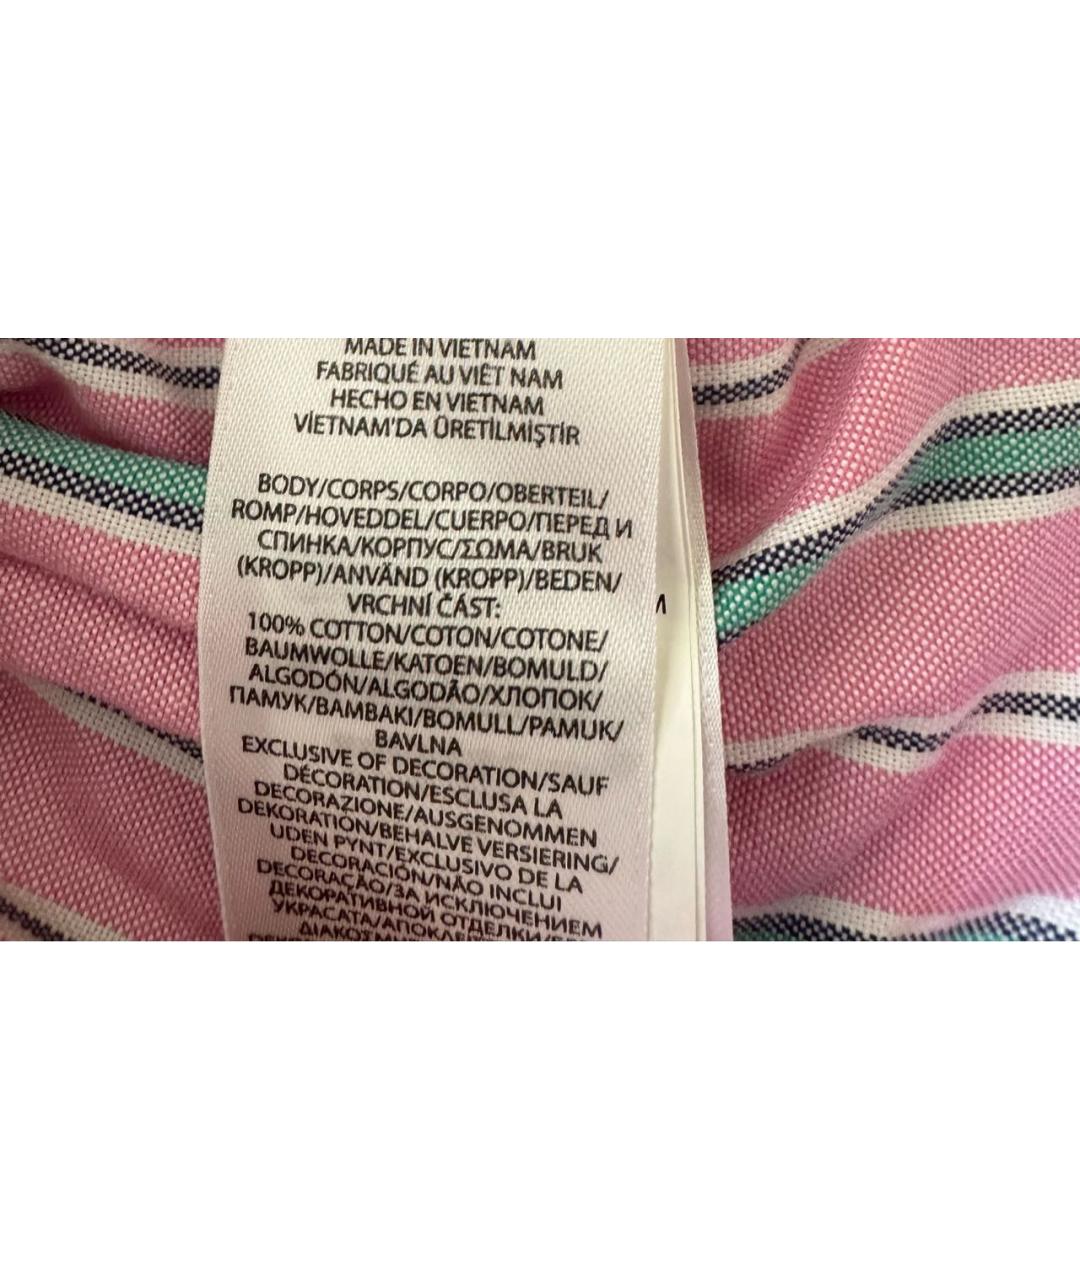 MADE IN VIETNAM
FABRIQUÉ AU VIÊT NAM
HECHO EN VIETNAM
VİETNAM'DA ÜRETİLMİŞTİR
BODY/CORPS/CORPO/OBERTEIL/
ROMP/HOVEDDEL/CUERPO/ПЕРЕД И
СПИНКА/КОРПУС/ΣΩΜΑ/BRUK
(KROPP)/ANVÄND (KROPP)/BEDEN/
VRCHNÍ ČÁST:
100% COTTON/COTON/COTONE/
BAUMWOLLE/KATOEN/BOMULD/
ALGODÓN/ALGODÃO/ХЛОПОК/
ПАМУК/ΒΑΜΒΑΚΙ/BOMULL/PAMUK/
BAVLNA
EXCLUSIVE OF DECORATION/SAUF
DÉCORATION/ESCLUSA LA
DECORAZIONE/AUSGENOMMEN
DEKORATION/BEHALVE VERSIERING/
UDEN PYNT/EXCLUSIVO DE LA
DECORACIÓN/NÃO INCLUI
DECORAÇÃO/ЗА ИСКЛЮЧЕНИЕМ
ДЕКОРАТИВНОЙ ОТДЕЛКИ/
УКРАСАТА/